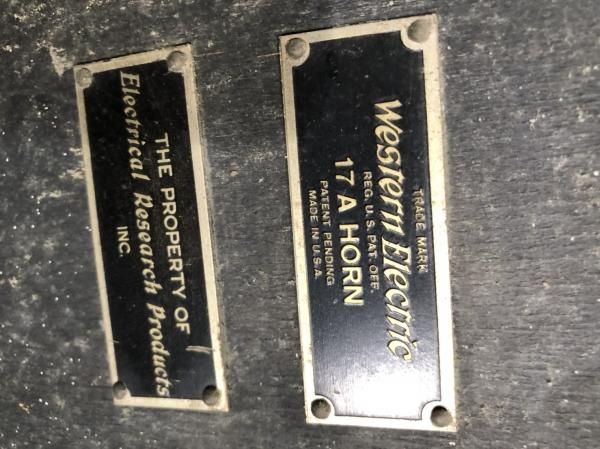 THE PROPERTY OF
Electrical Research Products
INC.
TRADE MARK
Western Electric
REG. U.S. PAT. OFF.
17 A HORN
PATENT PENDING
MADE IN U.S.A.